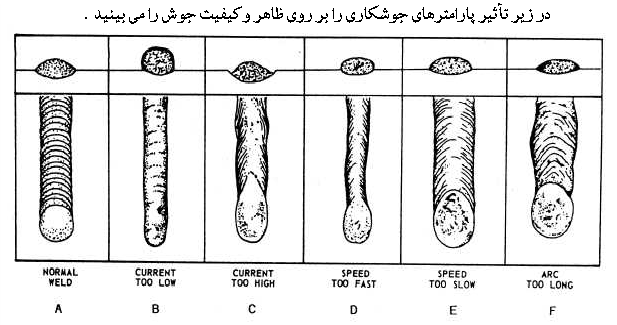 در زیر تأثیر پارامترهای جوشکاری را بر روی ظاهر و کیفیت جوش را می بینید .
NORMAL WELD
CURRENT TOO LOW
CURRENT TOO HIGH
SPEED TOO FAST
SPEED TOO SLOW
ARC TOO LONG
A B C D E F